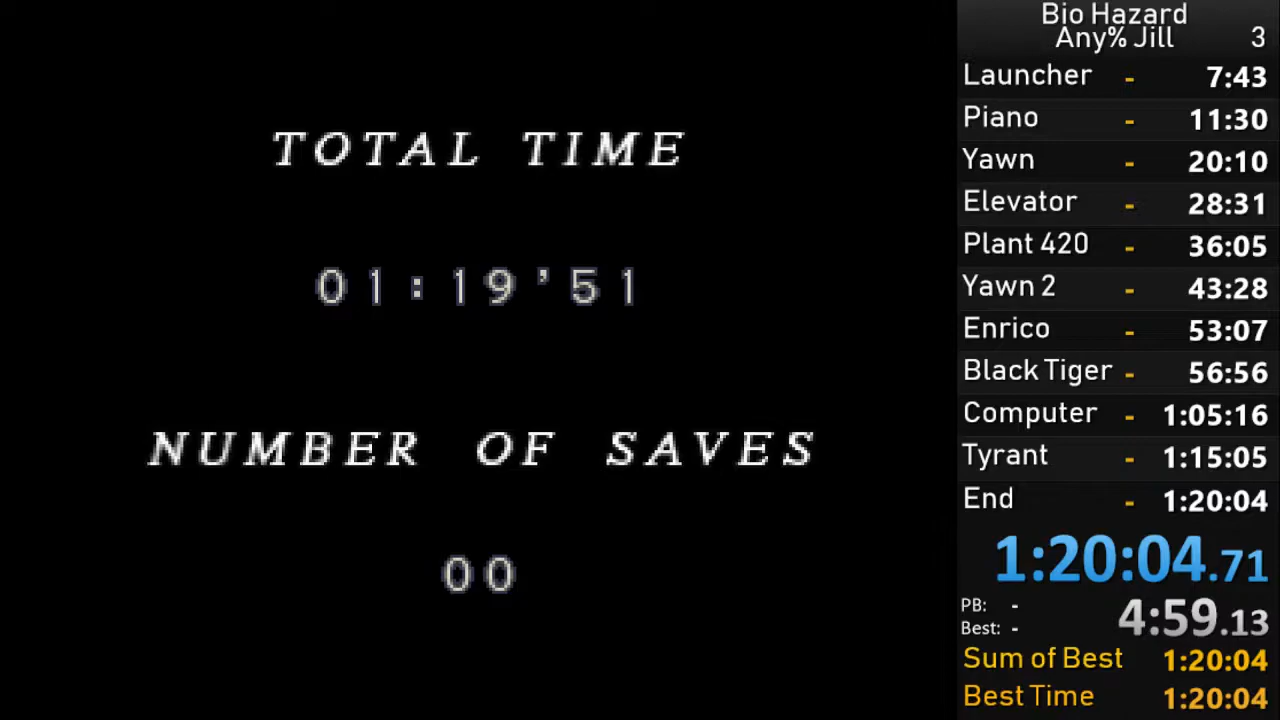 TOTAL TIME
01:19'51
NUMBER OF SAVES
00
Bio Hazard
Any% Jill 3
Launcher - 7:43
Piano - 11:30
Yawn - 20:10
Elevator - 28:31
Plant 420 - 36:05
Yawn 2 - 43:28
Enrico - 53:07
Black Tiger - 56:56
Computer - 1:05:16
Tyrant - 1:15:05
End - 1:20:04
1:20:04.71
PB: -
Best: -
4:59.13
Sum of Best 1:20:04
Best Time 1:20:04